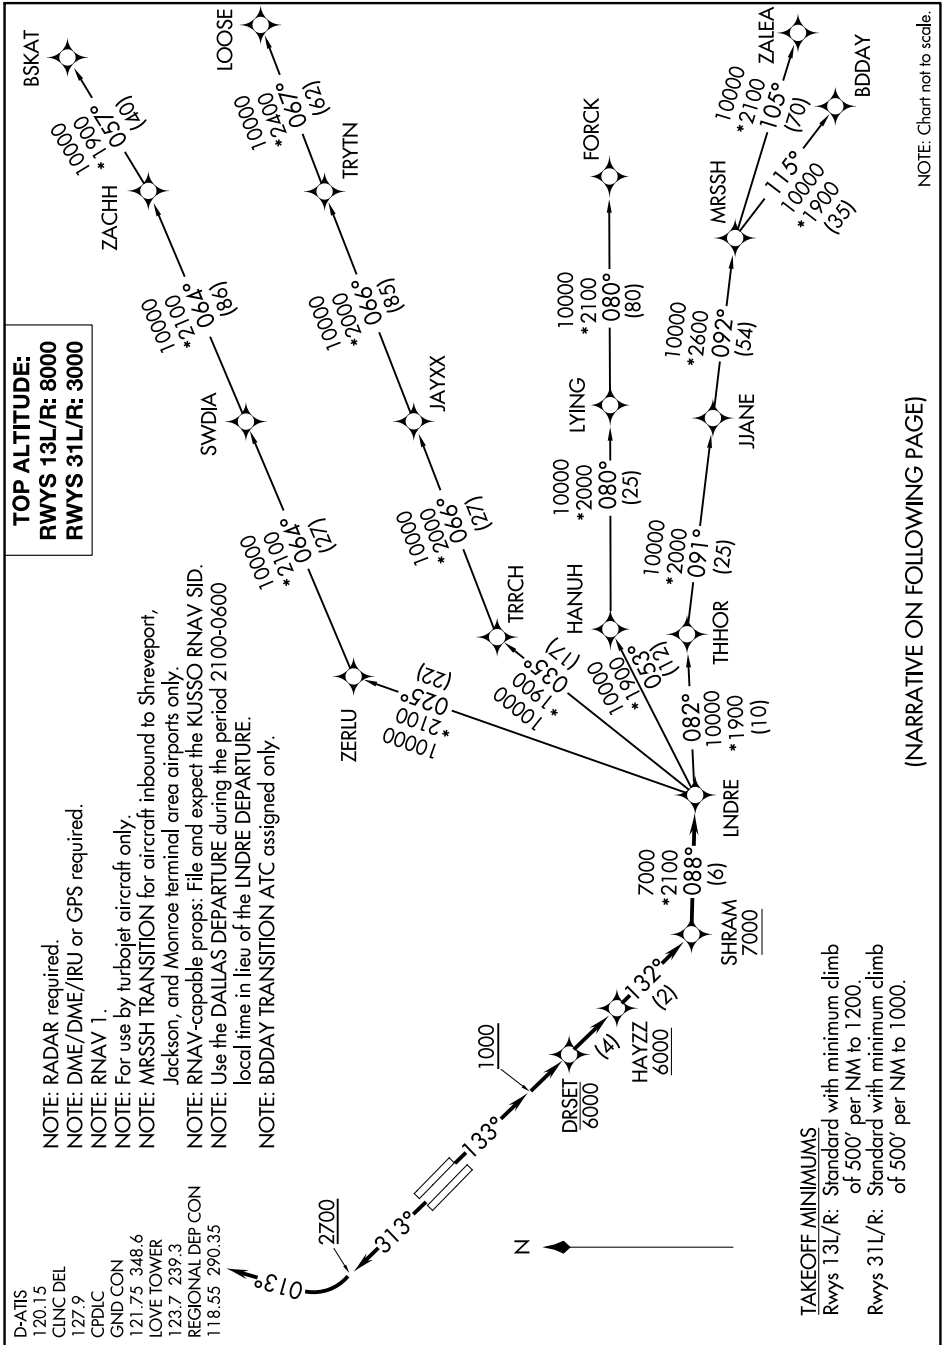 D-ATIS
120.15
CLNC DEL
127.9
CPDLC
GND CON
121.75 348.6
LOVE TOWER
123.7 239.3
REGIONAL DEP CON
118.55 290.35
NOTE: RADAR required.
NOTE: DME/DME/IRU or GPS required.
NOTE: RNAV 1.
NOTE: For use by turbojet aircraft only.
NOTE: MRSSH TRANSITION for aircraft inbound to Shreveport,
Jackson, and Monroe terminal area airports only.
NOTE: RNAV-capable props: File and expect the KUSSO RNAV SID.
NOTE: Use the DALLAS DEPARTURE during the period 2100-0600
local time in lieu of the LNDRE DEPARTURE.
NOTE: BDDAY TRANSITION ATC assigned only.
TOP ALTITUDE:
RWYS 13L/R: 8000
RWYS 31L/R: 3000
BSKAT
10000
*1900
057°
(40)
ZACHH
10000
*2100
064°
(86)
SWDIA
10000
*2100
064°
(27)
ZERLU
10000
*2100
025°
(22)
LOOSE
10000
*2400
067°
(62)
TRYTN
10000
*2000
066°
(85)
JAYXX
10000
*2000
066°
(27)
TRRCH
10000
*1900
035°
(17)
FORCK
10000
*2100
080°
(80)
LYING
10000
*2000
080°
(25)
HANUH
10000
*1900
053°
(12)
ZALEA
10000
*2100
105°
(70)
BDDAY
115°
10000
*1900
(35)
MRSSH
10000
*2600
092°
(54)
JJANE
10000
*2000
091°
(25)
THHOR
082°
10000
*1900
(10)
LNDRE
7000
*2100
088°
(6)
SHRAM
7000
132°
(2)
HAYZZ
6000
(4)
DRSET
6000
1000
133°
313°
2700
013°
N
TAKEOFF MINIMUMS
Rwys 13L/R: Standard with minimum climb
of 500' per NM to 1200.
Rwys 31L/R: Standard with minimum climb
of 500' per NM to 1000.
(NARRATIVE ON FOLLOWING PAGE)
NOTE: Chart not to scale.